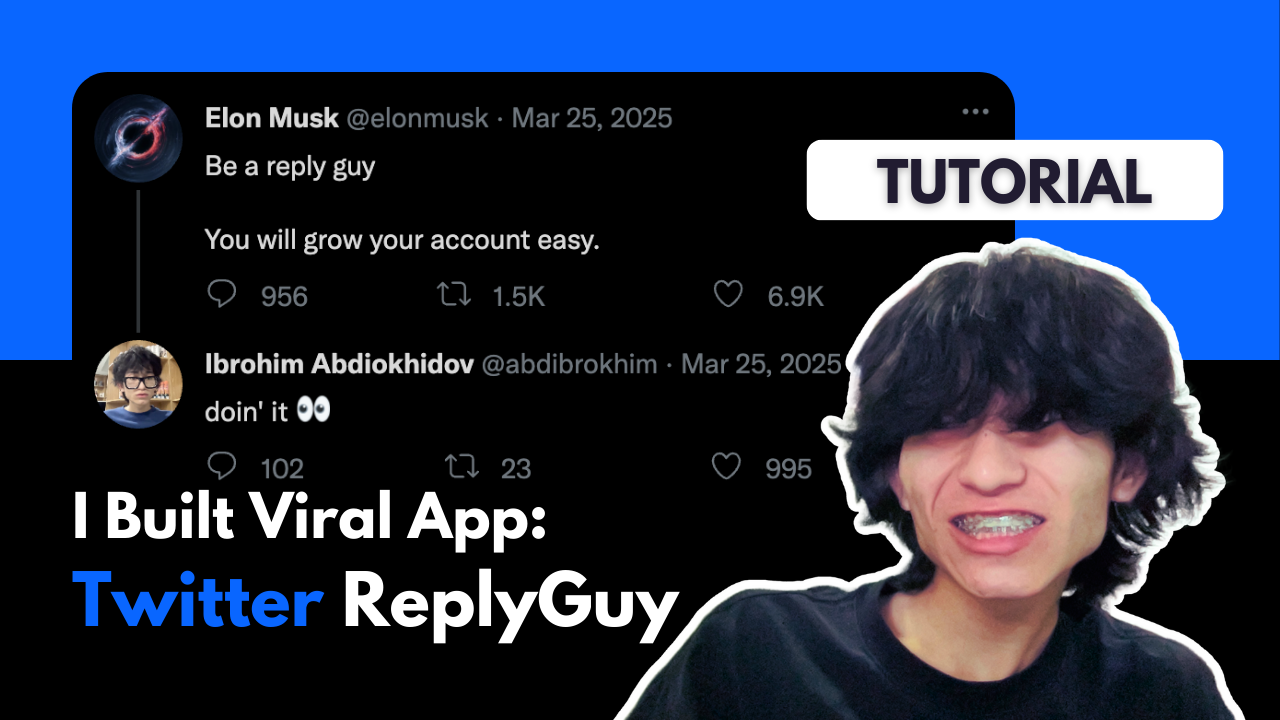 Elon Musk @elonmusk · Mar 25, 2025
Be a reply guy
You will grow your account easy.
956 1.5K 6.9K
TUTORIAL
Ibrohim Abdiokhidov @abdibrokhim · Mar 25, 2025
doin' it 👀
102 23 995
I Built Viral App:
Twitter ReplyGuy